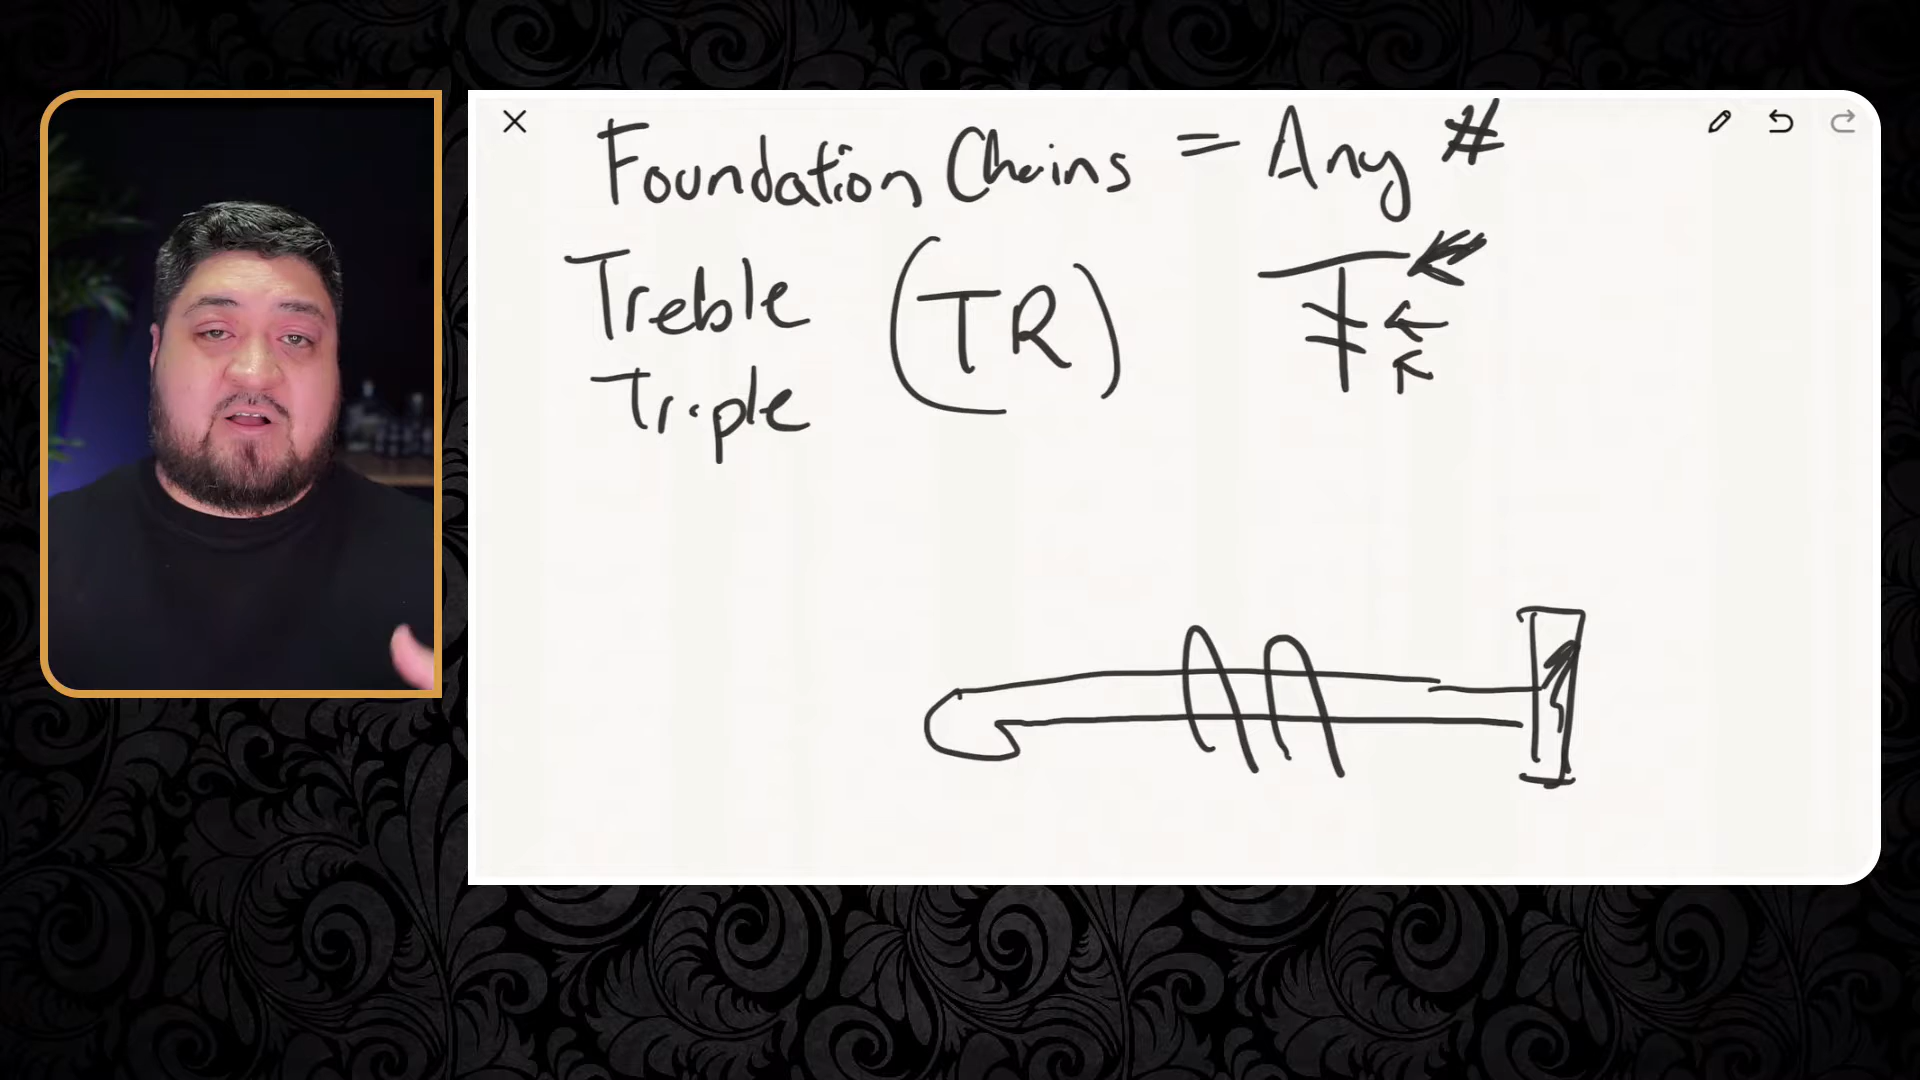 Foundation Chains = Any #
Treble (TR)
Triple